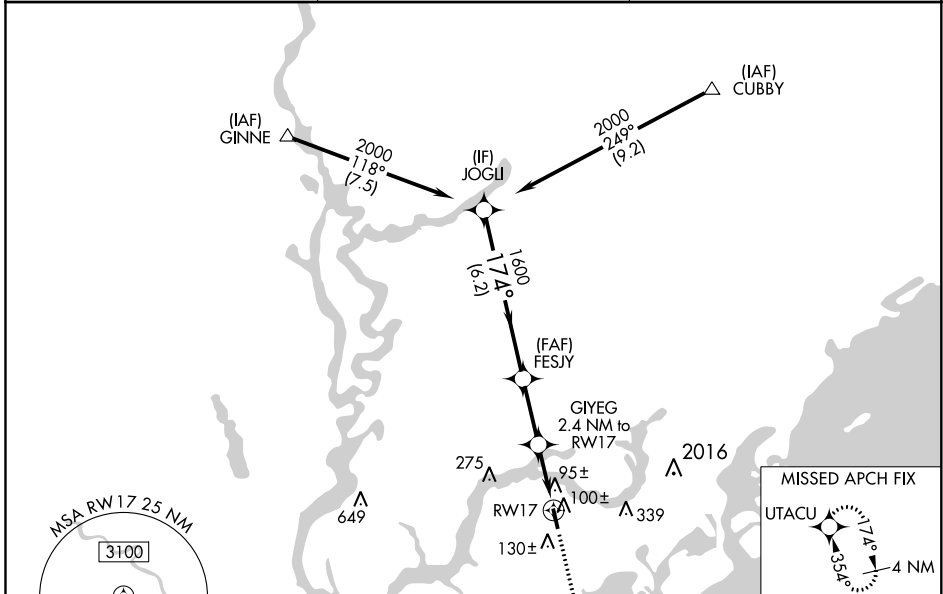 (IAF)
CUBBY
2000
249°
(9.2)
(IAF)
GINNE
2000
118°
(7.5)
(IF)
JOGLI
1600
174°
(6.2)
(FAF)
FESJY
GIYEG
2.4 NM to
RW17
2016
275
95±
649
100±
RW17
339
130±
MSA RW17 25 NM
3100
MISSED APCH FIX
UTACU
174°
354°
4 NM